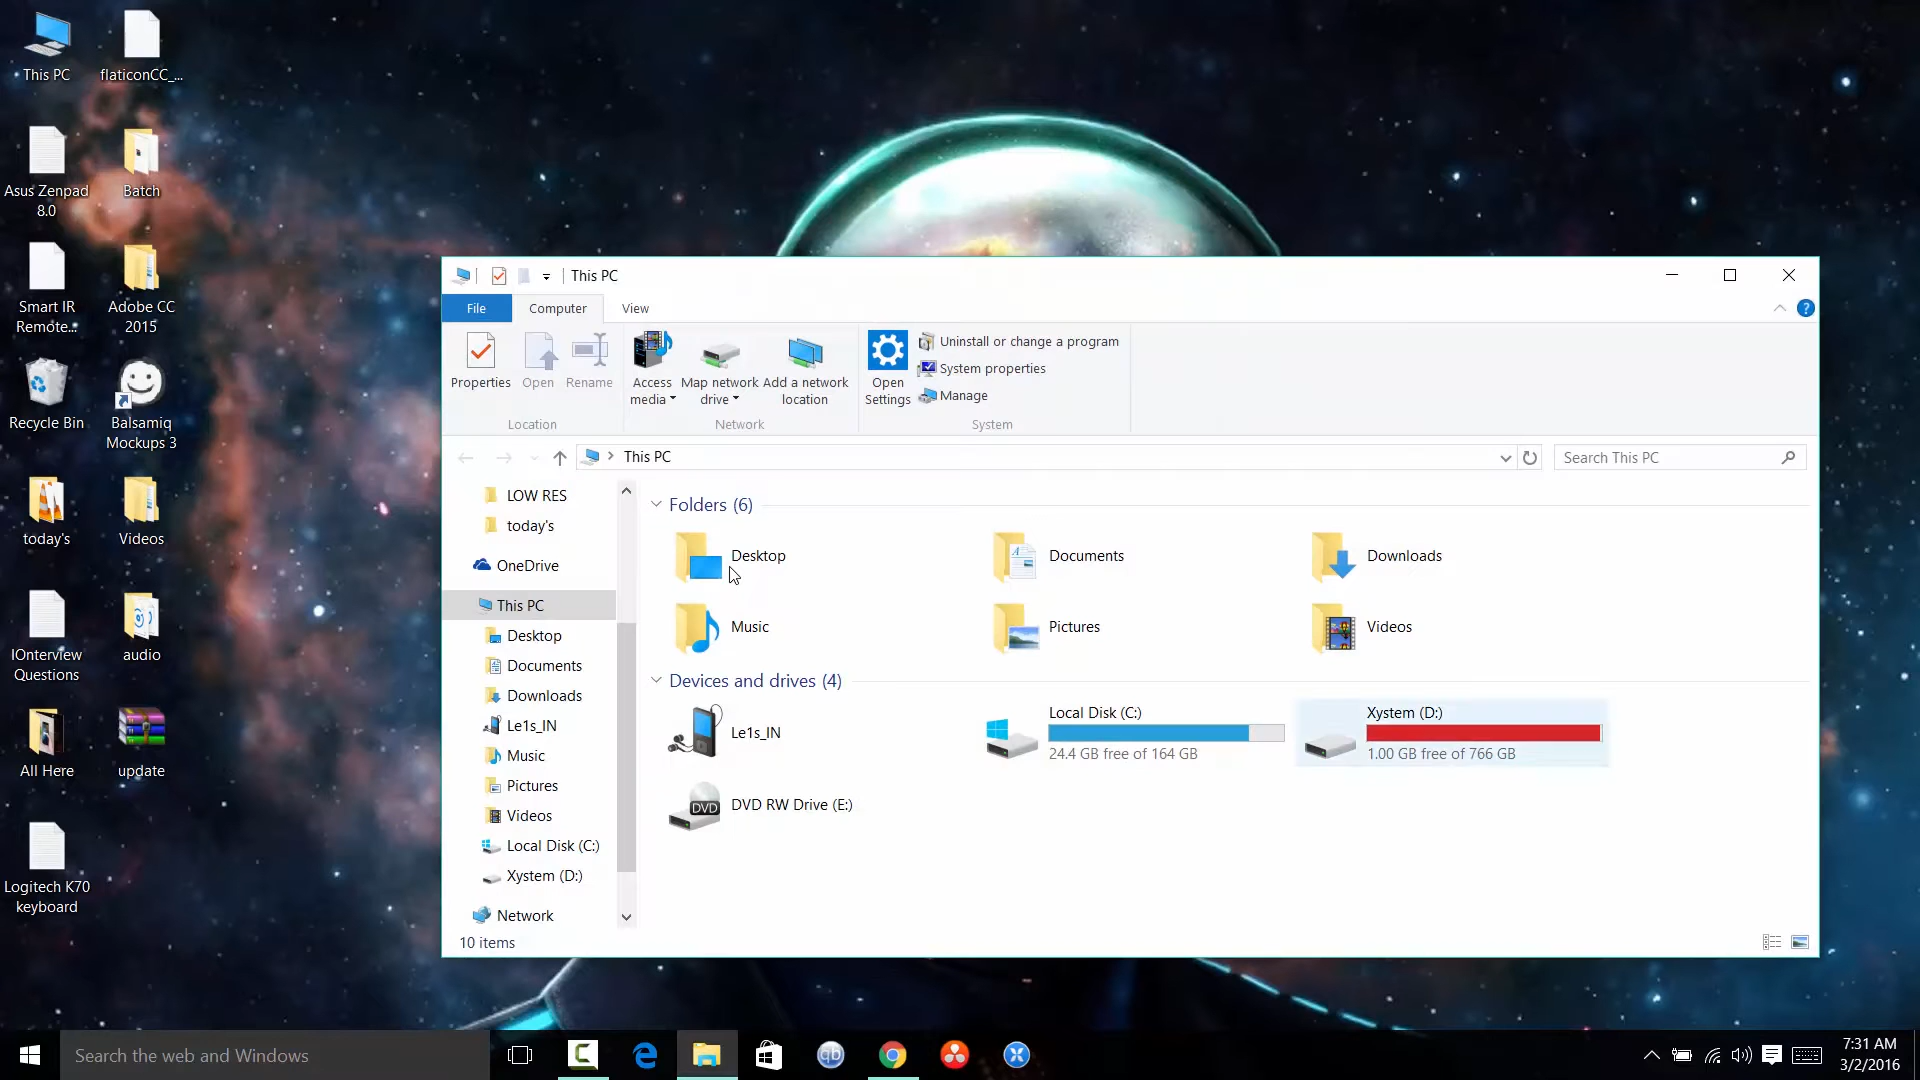 This PC
flaticonCC_...
Asus Zenpad
8.0
Batch
Smart IR
Remote...
Adobe CC
2015
Recycle Bin
Balsamiq
Mockups 3
today's
Videos
IOnterview
Questions
audio
All Here
update
Logitech K70
keyboard
This PC
File
Computer
View
Properties
Open
Rename
Location
Access
media
Map network
drive
Add a network
location
Network
Open
Settings
Uninstall or change a program
System properties
Manage
System
This PC
Search This PC
LOW RES
today's
OneDrive
This PC
Desktop
Documents
Downloads
Le1s_IN
Music
Pictures
Videos
Local Disk (C:)
Xystem (D:)
Network
Folders (6)
Desktop
Documents
Downloads
Music
Pictures
Videos
Devices and drives (4)
Le1s_IN
Local Disk (C:)
24.4 GB free of 164 GB
Xystem (D:)
1.00 GB free of 766 GB
DVD
DVD RW Drive (E:)
10 items
Search the web and Windows
qb
7:31 AM
3/2/2016